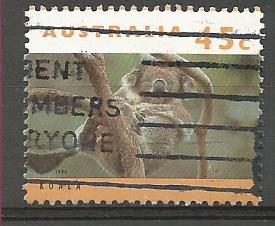 AUSTRALIA 45c
ENT
MBERS
RYONE
1994
KOALA